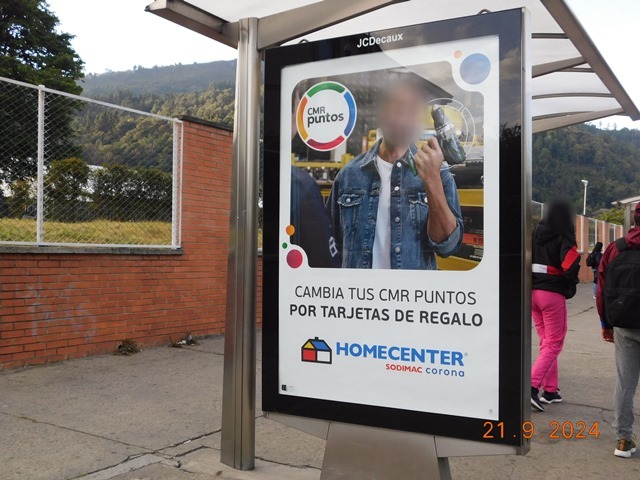 JCDecaux
CMR
puntos
CAMBIA TUS CMR PUNTOS
POR TARJETAS DE REGALO
HOMECENTER
SODIMAC corona
21 9 2024